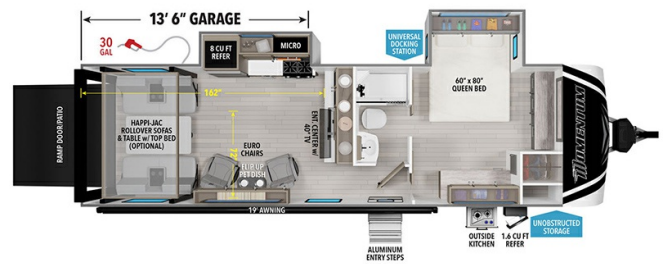 13' 6" GARAGE
30
GAL
8 CU FT
REFER
MICRO
UNIVERSAL
DOCKING
STATION
162"
60" x 80"
QUEEN BED
RAMP DOOR/PATIO
HAPPI-JAC
ROLLOVER SOFAS
& TABLE w/ TOP BED
(OPTIONAL)
ENT. CENTER w/
40" TV
EURO
CHAIRS
FLIP UP
PET DISH
MOMENTUM
19' AWNING
ALUMINUM
ENTRY STEPS
OUTSIDE
KITCHEN
1.6 CU FT
REFER
UNOBSTRUCTED
STORAGE